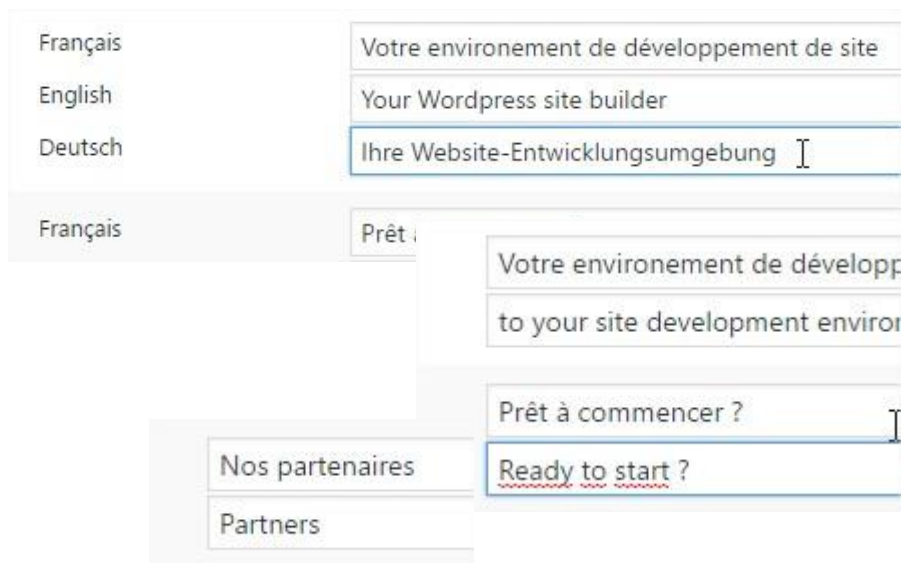 Français
Votre environement de développement de site
English
Your Wordpress site builder
Deutsch
Ihre Website-Entwicklungsumgebung
Français
Prêt
Votre environement de
to your site development
Prêt à commencer ?
Ready to start ?
Nos partenaires
Partners